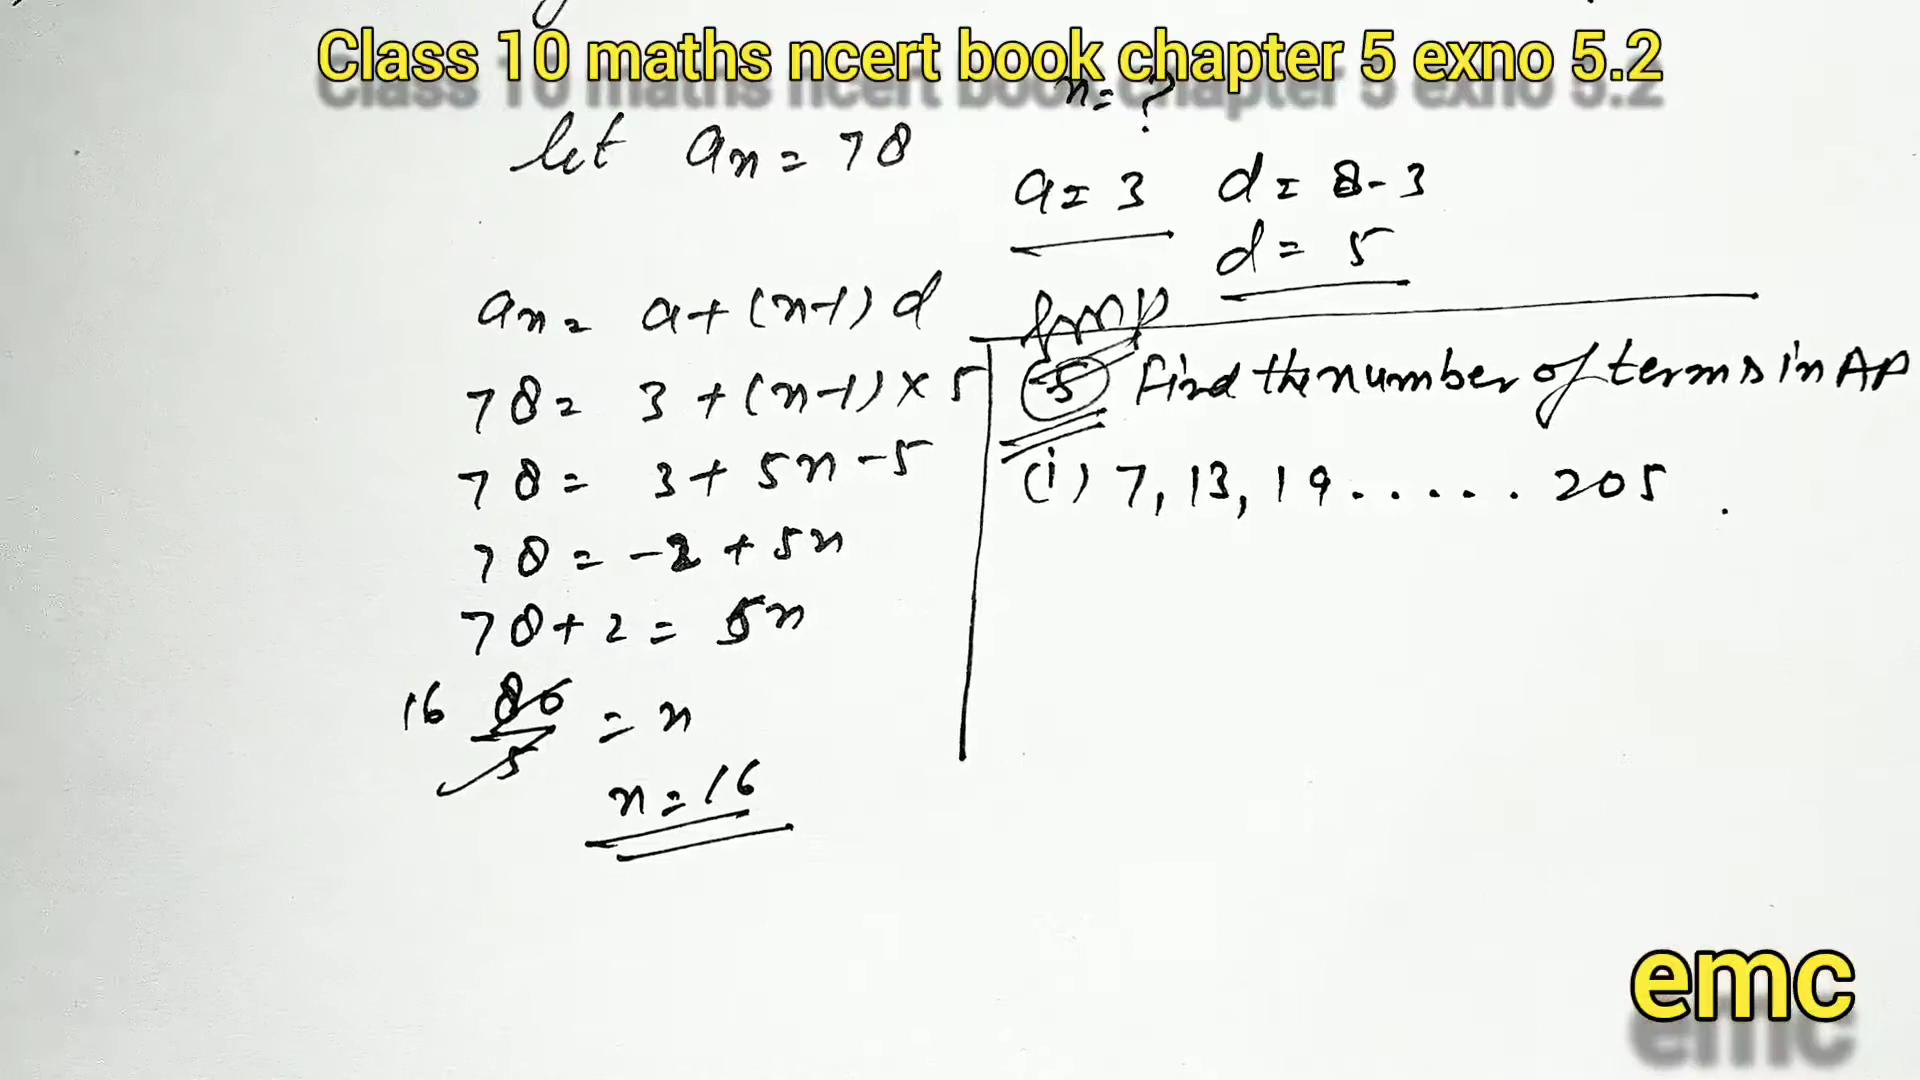 Class 10 maths ncert book chapter 5 exno 5.2
n = ?
let an = 78
a = 3 d = 8 - 3
d = 5
an = a + (n-1) d
78 = 3 + (n-1) × 5
78 = 3 + 5n - 5
78 = -2 + 5n
78 + 2 = 5n
16 80/5 = n
n = 16
Imp
5 Find the number of terms in AP
(i) 7, 13, 19 ..... 205
emc